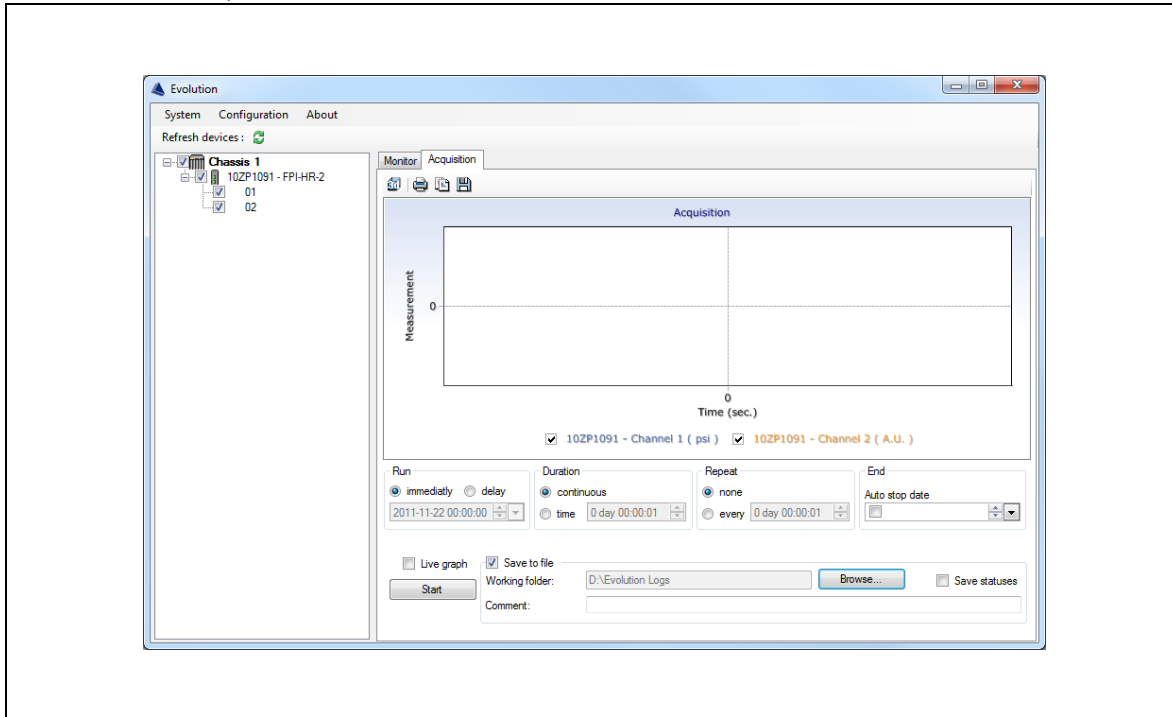 Evolution
System Configuration About
Refresh devices :
Chassis 1
10ZP1091 - FPI-HR-2
01
02
Monitor Acquisition
Acquisition
Measurement
0
0
Time (sec.)
10ZP1091 - Channel 1 ( psi ) 10ZP1091 - Channel 2 ( A.U. )
Run
immediatly delay
2011-11-22 00:00:00
Duration
continuous
time 0 day 00:00:01
Repeat
none
every 0 day 00:00:01
End
Auto stop date
Live graph
Start
Save to file
Working folder: D:\Evolution Logs Browse... Save statuses
Comment: